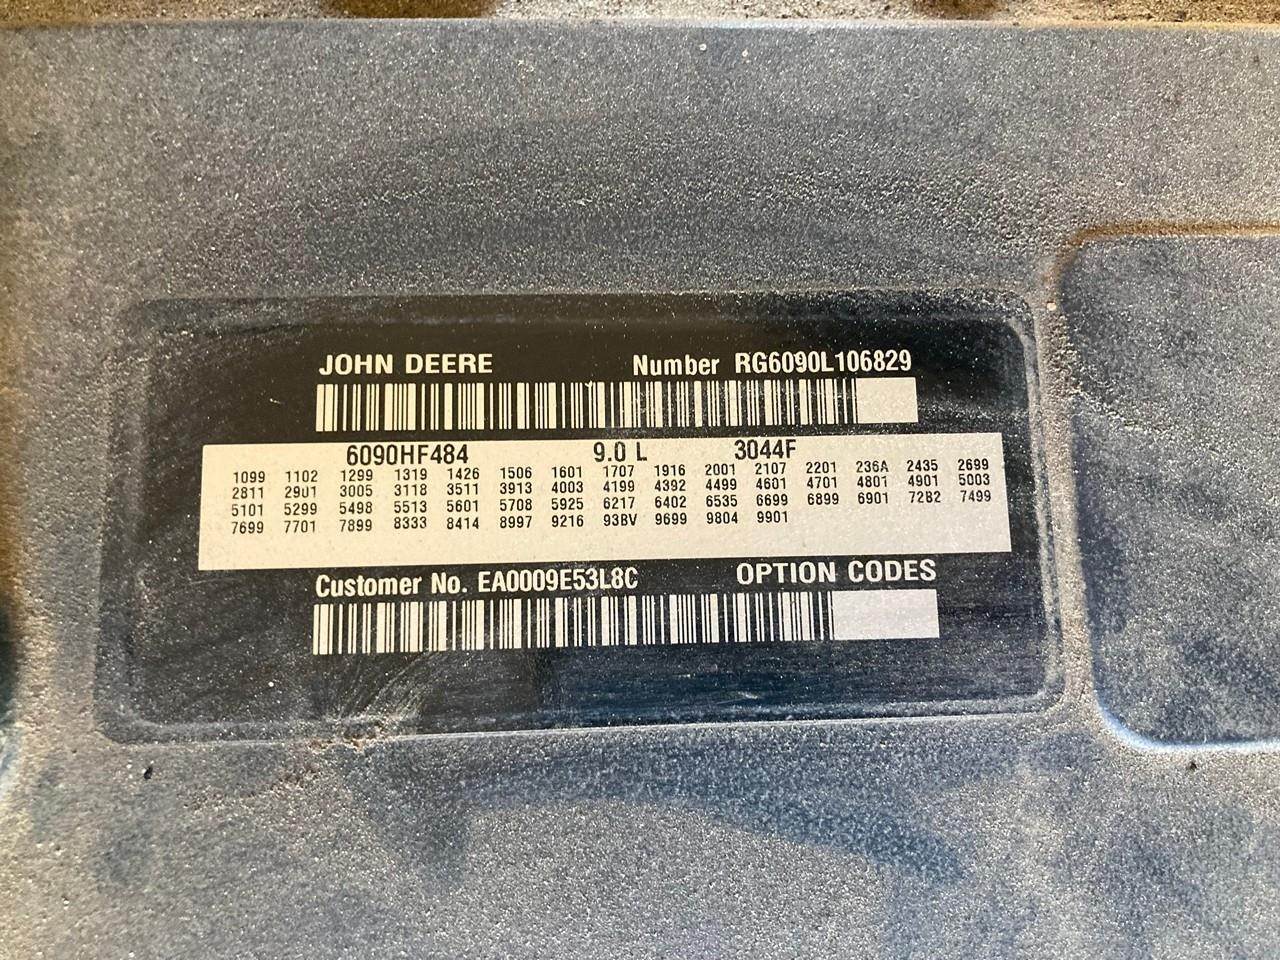 JOHN DEERE Number RG6090L106829
6090HF484 9.0 L 3044F
1099 1102 1299 1319 1426 1506 1601 1707 1916 2001 2107 2201 236A 2435 2699
2811 2901 3005 3118 3511 3913 4003 4199 4392 4499 4601 4701 4801 4901 5003
5101 5299 5498 5513 5601 5708 5925 6217 6402 6535 6699 6899 6901 72B2 7499
7699 7701 7899 8333 8414 8997 9216 93BV 9699 9804 9901
Customer No. EA0009E53L8C OPTION CODES